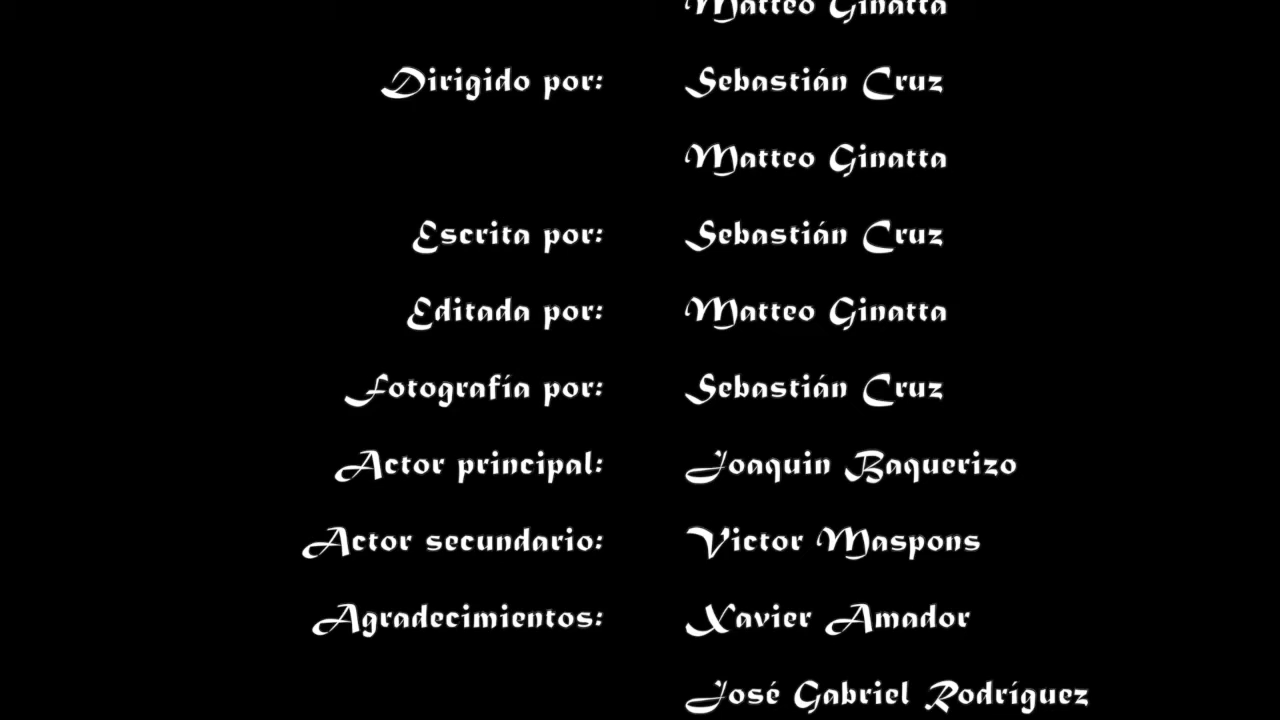 Matteo Ginatta
Dirigido por: Sebastián Cruz
Matteo Ginatta
Escrita por: Sebastián Cruz
Editada por: Matteo Ginatta
Fotografía por: Sebastián Cruz
Actor principal: Joaquin Baquerizo
Actor secundario: Victor Maspons
Agradecimientos: Xavier Amador
José Gabriel Rodríguez